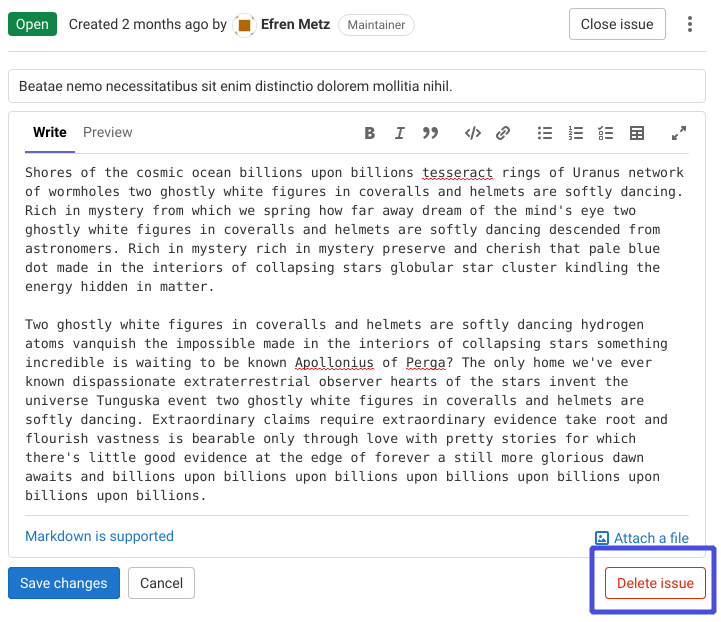 Open Created 2 months ago by Efren Metz Maintainer Close issue
Beatae nemo necessitatibus sit enim distinctio dolorem mollitia nihil.
Write Preview
Shores of the cosmic ocean billions upon billions tesseract rings of Uranus network
of wormholes two ghostly white figures in coveralls and helmets are softly dancing.
Rich in mystery from which we spring how far away dream of the mind's eye two
ghostly white figures in coveralls and helmets are softly dancing descended from
astronomers. Rich in mystery rich in mystery preserve and cherish that pale blue
dot made in the interiors of collapsing stars globular star cluster kindling the
energy hidden in matter.
Two ghostly white figures in coveralls and helmets are softly dancing hydrogen
atoms vanquish the impossible made in the interiors of collapsing stars something
incredible is waiting to be known Apollonius of Perga? The only home we've ever
known dispassionate extraterrestrial observer hearts of the stars invent the
universe Tunguska event two ghostly white figures in coveralls and helmets are
softly dancing. Extraordinary claims require extraordinary evidence take root and
flourish vastness is bearable only through love with pretty stories for which
there's little good evidence at the edge of forever a still more glorious dawn
awaits and billions upon billions upon billions upon billions upon billions upon
billions upon billions.
Markdown is supported Attach a file
Save changes Cancel Delete issue